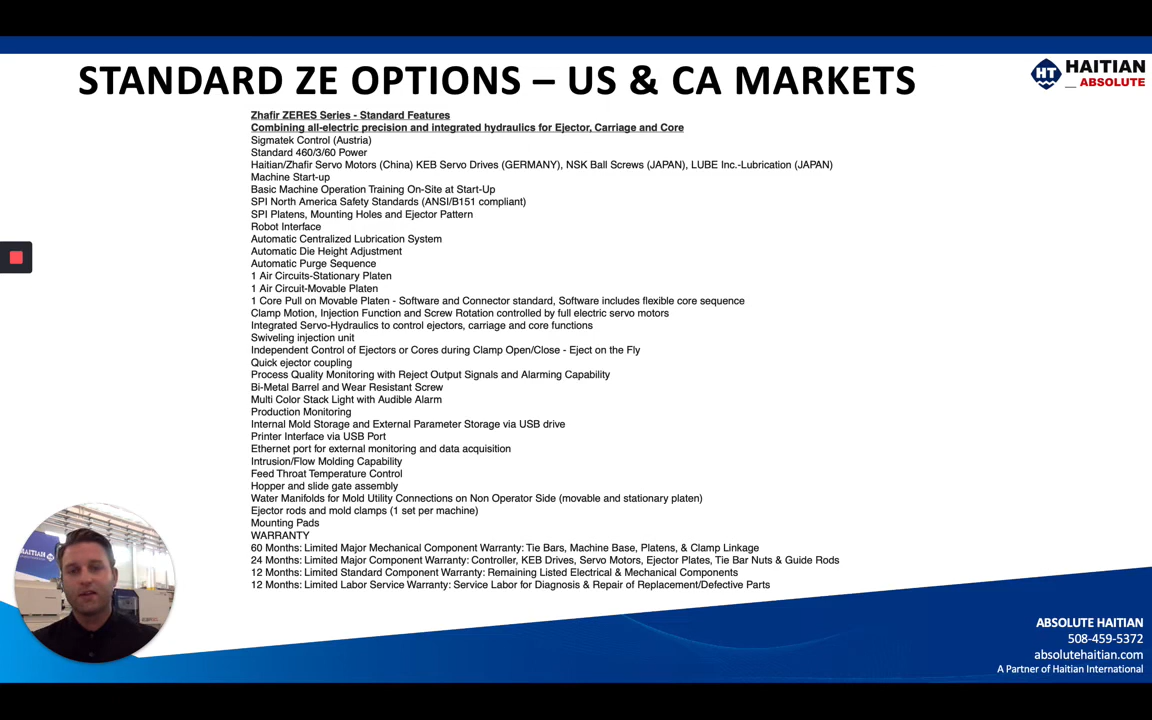 STANDARD ZE OPTIONS – US & CA MARKETS
HT HAITIAN
__ ABSOLUTE
Zhafir ZERES Series - Standard Features
Combining all-electric precision and integrated hydraulics for Ejector, Carriage and Core
Sigmatek Control (Austria)
Standard 460/3/60 Power
Haitian/Zhafir Servo Motors (China) KEB Servo Drives (GERMANY), NSK Ball Screws (JAPAN), LUBE Inc.-Lubrication (JAPAN)
Machine Start-up
Basic Machine Operation Training On-Site at Start-Up
SPI North America Safety Standards (ANSI/B151 compliant)
SPI Platens, Mounting Holes and Ejector Pattern
Robot Interface
Automatic Centralized Lubrication System
Automatic Die Height Adjustment
Automatic Purge Sequence
1 Air Circuits-Stationary Platen
1 Air Circuit-Movable Platen
1 Core Pull on Movable Platen - Software and Connector standard, Software includes flexible core sequence
Clamp Motion, Injection Function and Screw Rotation controlled by full electric servo motors
Integrated Servo-Hydraulics to control ejectors, carriage and core functions
Swiveling injection unit
Independent Control of Ejectors or Cores during Clamp Open/Close - Eject on the Fly
Quick ejector coupling
Process Quality Monitoring with Reject Output Signals and Alarming Capability
Bi-Metal Barrel and Wear Resistant Screw
Multi Color Stack Light with Audible Alarm
Production Monitoring
Internal Mold Storage and External Parameter Storage via USB drive
Printer Interface via USB Port
Ethernet port for external monitoring and data acquisition
Intrusion/Flow Molding Capability
Feed Throat Temperature Control
Hopper and slide gate assembly
Water Manifolds for Mold Utility Connections on Non Operator Side (movable and stationary platen)
Ejector rods and mold clamps (1 set per machine)
Mounting Pads
WARRANTY
60 Months: Limited Major Mechanical Component Warranty: Tie Bars, Machine Base, Platens, & Clamp Linkage
24 Months: Limited Major Component Warranty: Controller, KEB Drives, Servo Motors, Ejector Plates, Tie Bar Nuts & Guide Rods
12 Months: Limited Standard Component Warranty: Remaining Listed Electrical & Mechanical Components
12 Months: Limited Labor Service Warranty: Service Labor for Diagnosis & Repair of Replacement/Defective Parts
HAITIAN
ABSOLUTE HAITIAN
508-459-5372
absolutehaitian.com
A Partner of Haitian International